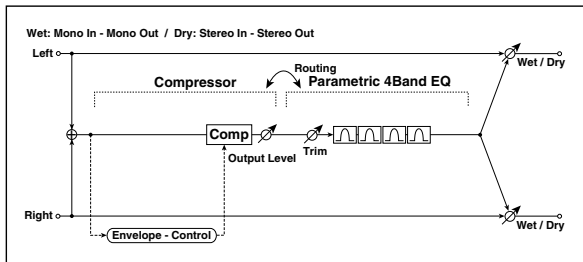 Wet: Mono In - Mono Out / Dry: Stereo In - Stereo Out
Left
Wet / Dry
Routing
Compressor
Parametric 4Band EQ
Comp
Output Level
Trim
Right
Wet / Dry
Envelope - Control